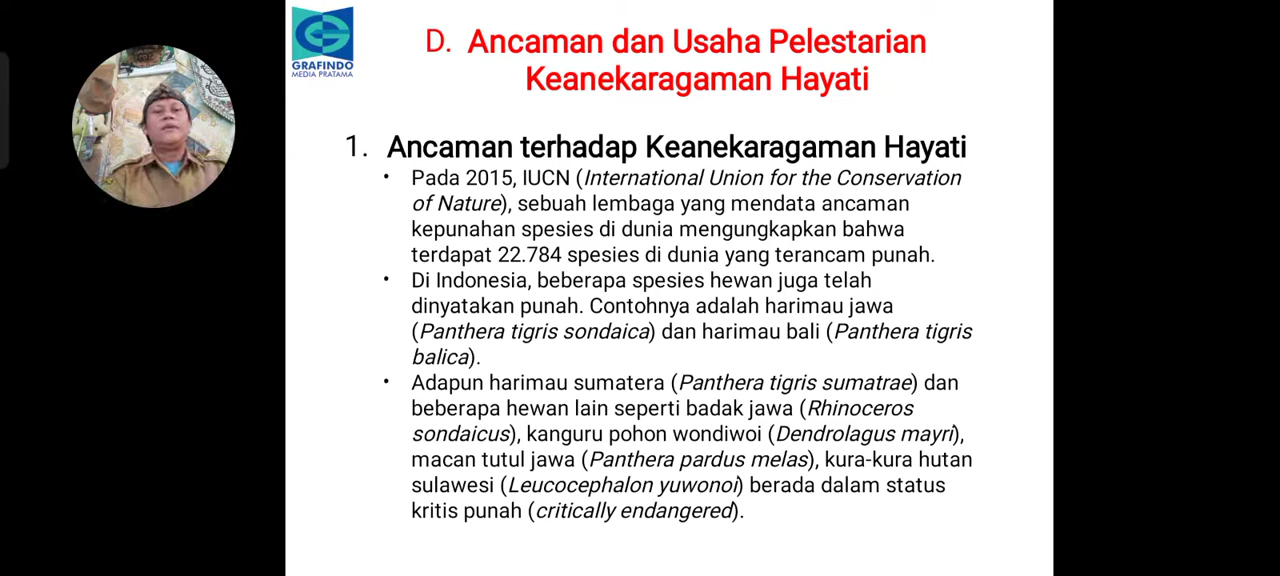 GRAFINDO
MEDIA PRATAMA
D. Ancaman dan Usaha Pelestarian
Keanekaragaman Hayati
1. Ancaman terhadap Keanekaragaman Hayati
• Pada 2015, IUCN (International Union for the Conservation
of Nature), sebuah lembaga yang mendata ancaman
kepunahan spesies di dunia mengungkapkan bahwa
terdapat 22.784 spesies di dunia yang terancam punah.
• Di Indonesia, beberapa spesies hewan juga telah
dinyatakan punah. Contohnya adalah harimau jawa
(Panthera tigris sondaica) dan harimau bali (Panthera tigris
balica).
• Adapun harimau sumatera (Panthera tigris sumatrae) dan
beberapa hewan lain seperti badak jawa (Rhinoceros
sondaicus), kanguru pohon wondiwoi (Dendrolagus mayri),
macan tutul jawa (Panthera pardus melas), kura-kura hutan
sulawesi (Leucocephalon yuwonoi) berada dalam status
kritis punah (critically endangered).